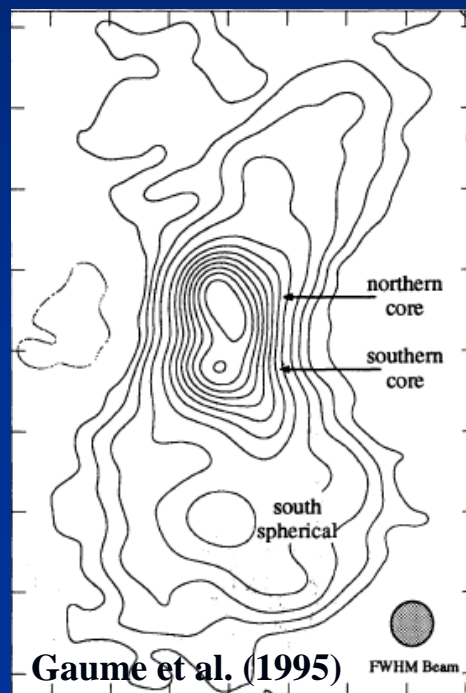 northern
core
southern
core
south
spherical
Gaume et al. (1995)
FWHM Beam